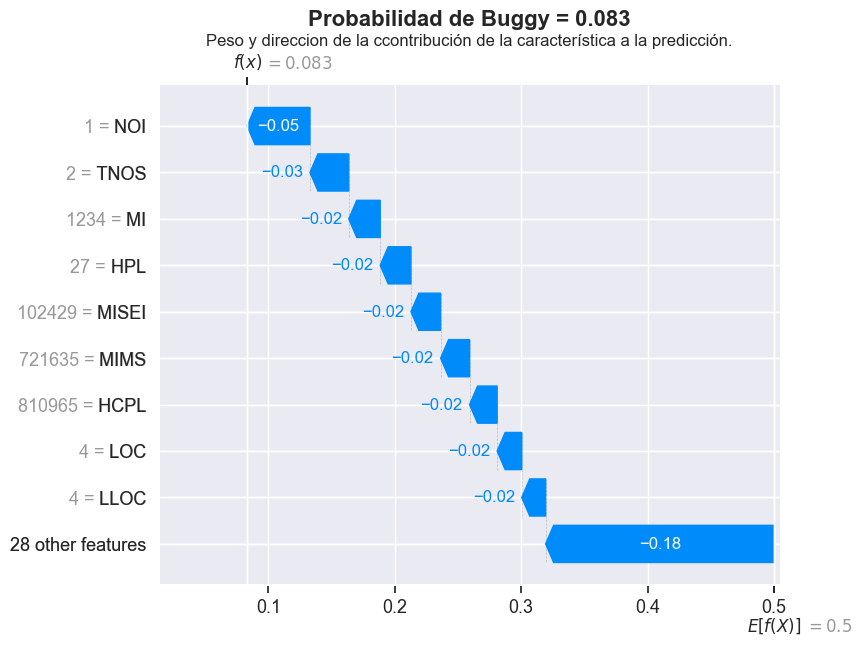 Probabilidad de Buggy = 0.083
Peso y direccion de la ccontribución de la característica a la predicción.
f(x) = 0.083
1 = NOI −0.05
2 = TNOS −0.03
1234 = MI −0.02
27 = HPL −0.02
102429 = MISEI −0.02
721635 = MIMS −0.02
810965 = HCPL −0.02
4 = LOC −0.02
4 = LLOC −0.02
28 other features −0.18
0.1 0.2 0.3 0.4 0.5
E[f(X)] = 0.5